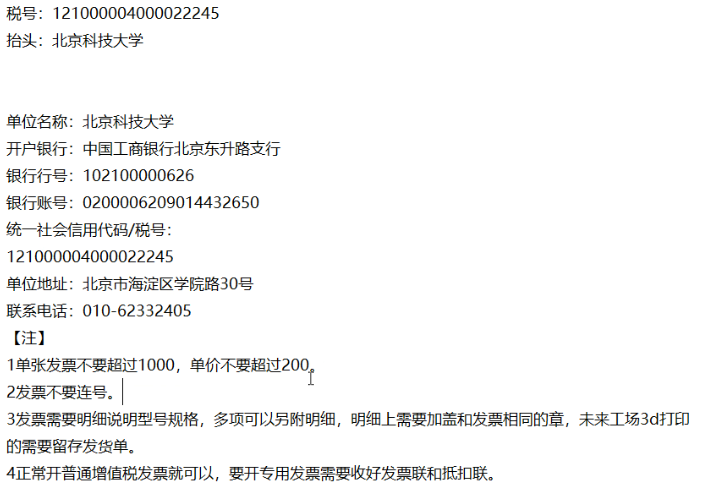 税号：121000004000022245
抬头：北京科技大学
单位名称：北京科技大学
开户银行：中国工商银行北京东升路支行
银行行号：102100000626
银行账号：0200006209014432650
统一社会信用代码/税号：
121000004000022245
单位地址：北京市海淀区学院路30号
联系电话：010-62332405
【注】
1单张发票不要超过1000，单价不要超过200。
2发票不要连号。
3发票需要明细说明型号规格，多项可以另附明细，明细上需要加盖和发票相同的章，未来工场3d打印
的需要留存发货单。
4正常开普通增值税发票就可以，要开专用发票需要收好发票联和抵扣联。